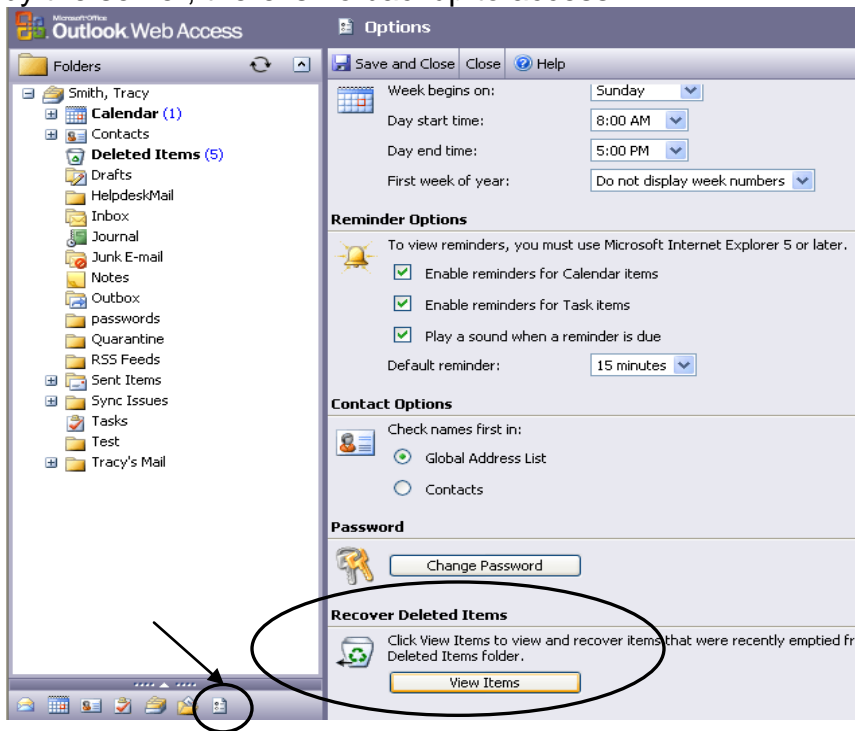 Microsoft Office
Outlook Web Access
Options
Folders
Save and Close Close Help
Smith, Tracy
Calendar (1)
Contacts
Deleted Items (5)
Drafts
HelpdeskMail
Inbox
Journal
Junk E-mail
Notes
Outbox
passwords
Quarantine
RSS Feeds
Sent Items
Sync Issues
Tasks
Test
Tracy's Mail
Week begins on: Sunday
Day start time: 8:00 AM
Day end time: 5:00 PM
First week of year: Do not display week numbers
Reminder Options
To view reminders, you must use Microsoft Internet Explorer 5 or later.
Enable reminders for Calendar items
Enable reminders for Task items
Play a sound when a reminder is due
Default reminder: 15 minutes
Contact Options
Check names first in:
Global Address List
Contacts
Password
Change Password
Recover Deleted Items
Click View Items to view and recover items that were recently emptied fr
Deleted Items folder.
View Items